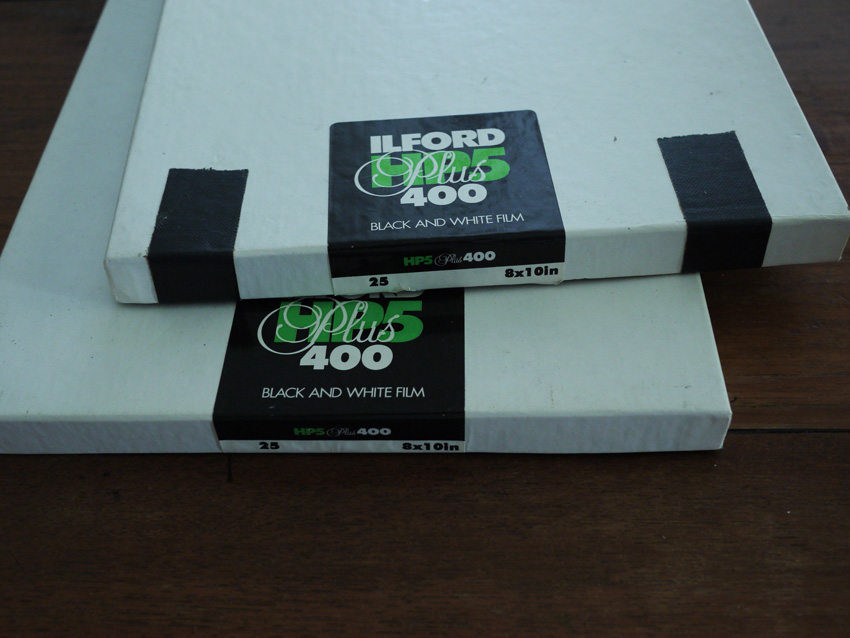 ILFORD
HP5
Plus
400
BLACK AND WHITE FILM
HP5 Plus 400
25 8x10in
HP5
Plus
400
BLACK AND WHITE FILM
HP5 Plus 400
25 8x10in